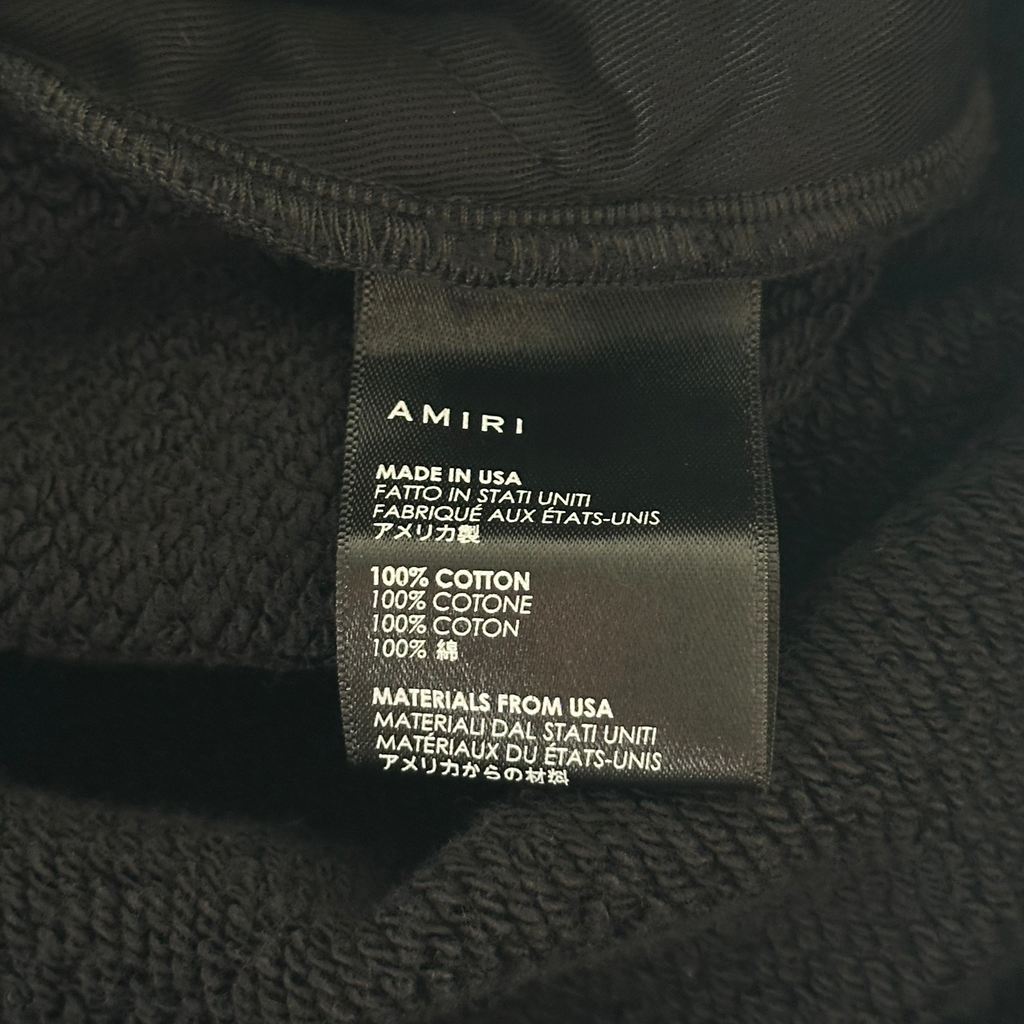 AMIRI
MADE IN USA
FATTO IN STATI UNITI
FABRIQUÉ AUX ÉTATS-UNIS
アメリカ製
100% COTTON
100% COTONE
100% COTON
100% 綿
MATERIALS FROM USA
MATERIALI DAL STATI UNITI
MATÉRIAUX DU ÉTATS-UNIS
アメリカからの材料